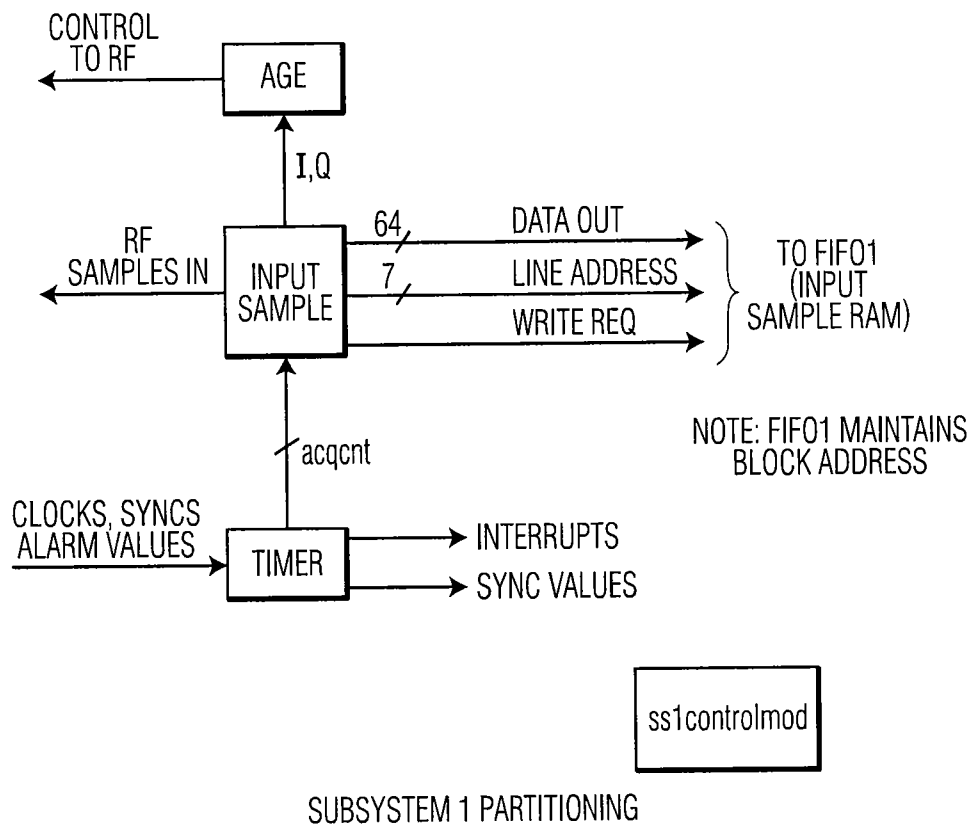 CONTROL
TO RF
AGE
I,Q
RF
SAMPLES IN
INPUT
SAMPLE
64
DATA OUT
7
LINE ADDRESS
WRITE REQ
TO FIFO1
(INPUT
SAMPLE RAM)
NOTE: FIFO1 MAINTAINS
BLOCK ADDRESS
acqcnt
CLOCKS, SYNCS
ALARM VALUES
TIMER
INTERRUPTS
SYNC VALUES
ss1controlmod
SUBSYSTEM 1 PARTITIONING